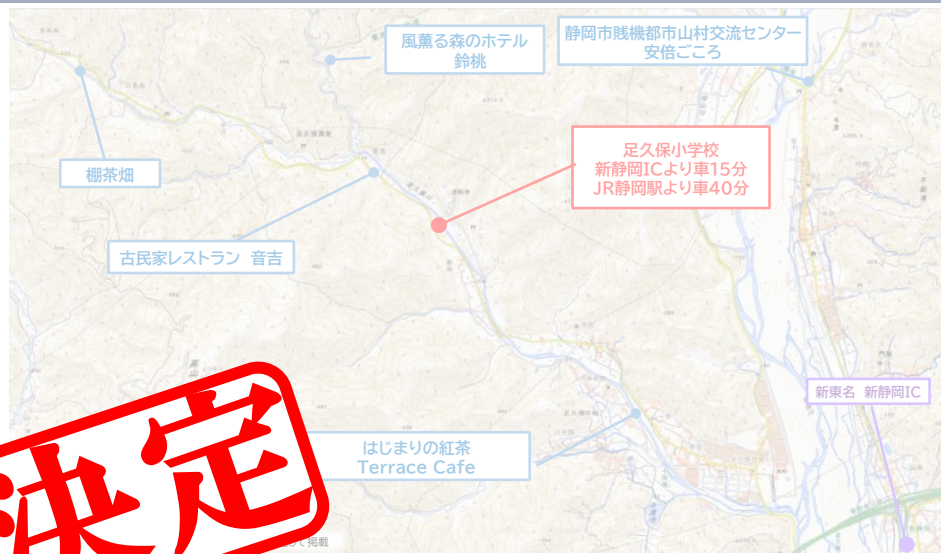 風薫る森のホテル
鈴桃
静岡市賎機都市山村交流センター
安倍ごころ
足久保小学校
新静岡ICより車15分
JR静岡駅より車40分
棚茶畑
古民家レストラン 音吉
新東名 新静岡IC
はじまりの紅茶
Terrace Cafe
決定
て掲載